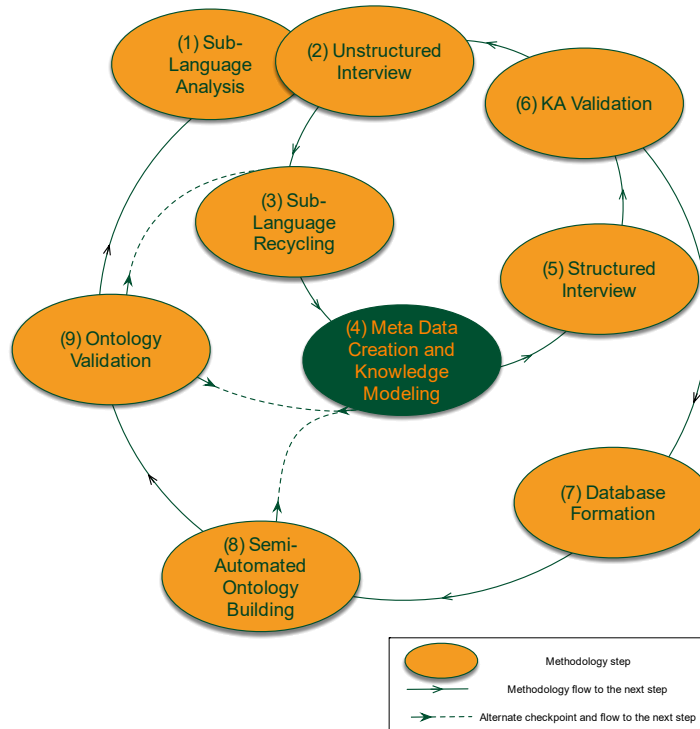 (1) Sub-
Language
Analysis
(2) Unstructured
Interview
(3) Sub-
Language
Recycling
(4) Meta Data
Creation and
Knowledge
Modeling
(5) Structured
Interview
(6) KA Validation
(7) Database
Formation
(8) Semi-
Automated
Ontology
Building
(9) Ontology
Validation
Methodology step
Methodology flow to the next step
Alternate checkpoint and flow to the next step